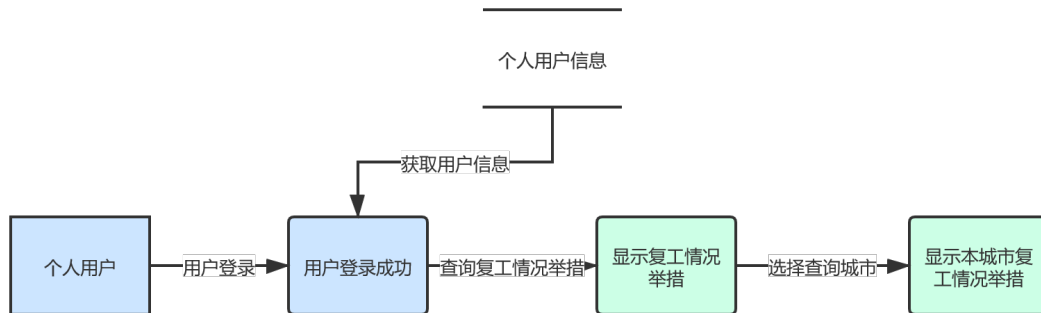 个人用户信息
获取用户信息
个人用户
用户登录
用户登录成功
查询复工情况举措
显示复工情况
举措
选择查询城市
显示本城市复
工情况举措